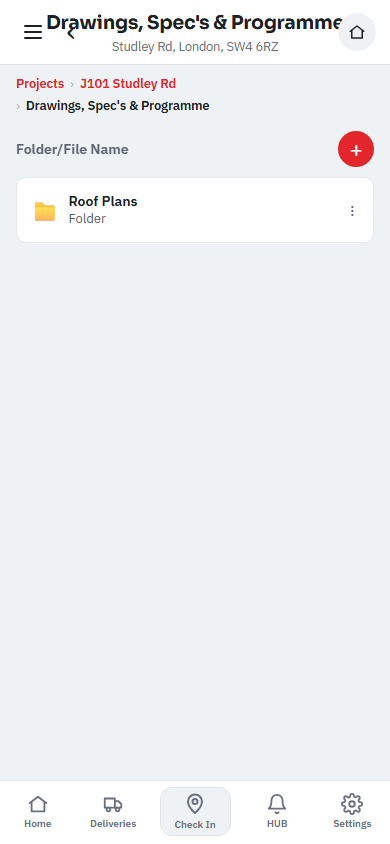 Drawings, Spec's & Programme
Studley Rd, London, SW4 6RZ
Projects › J101 Studley Rd
› Drawings, Spec's & Programme
Folder/File Name
+
Roof Plans
Folder
Home
Deliveries
Check In
HUB
Settings